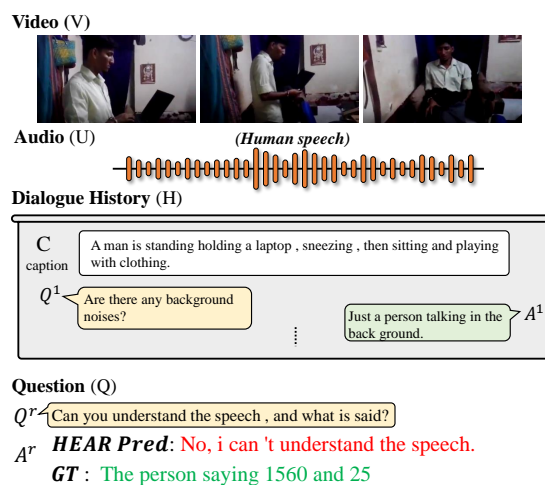 Video (V)
Audio (U)
(Human speech)
Dialogue History (H)
C
caption
A man is standing holding a laptop , sneezing , then sitting and playing
with clothing.
Q¹
Are there any background
noises?
Just a person talking in the
back ground.
A¹
Question (Q)
Qʳ
Can you understand the speech , and what is said?
Aʳ
HEAR Pred: No, i can 't understand the speech.
GT : The person saying 1560 and 25